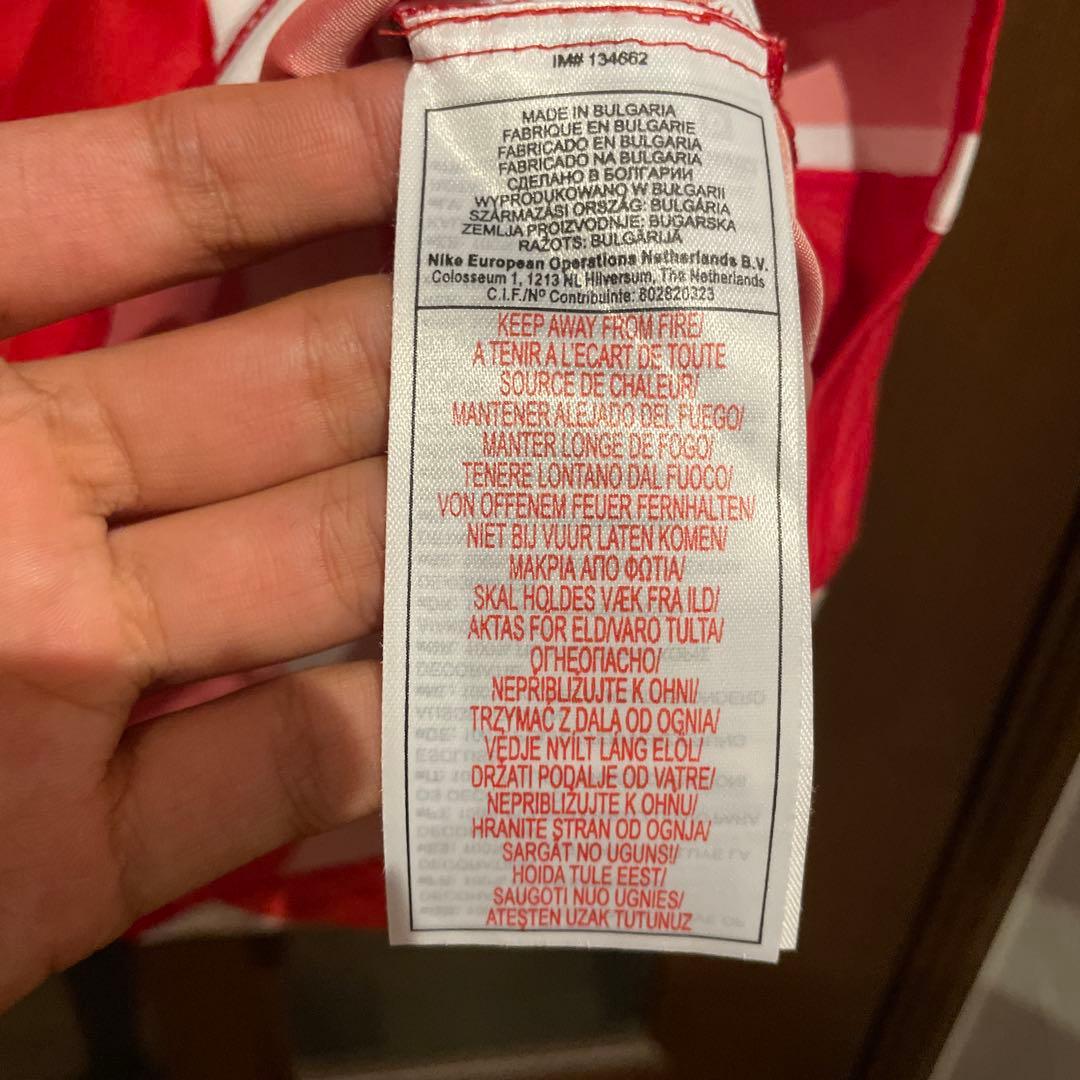 IM# 134662
MADE IN BULGARIA
FABRIQUE EN BULGARIE
FABRICADO EN BULGARIA
FABRICADO NA BULGARIA
СДЕЛАНО В БОЛГАРИИ
WYPRODUKOWANO W BUŁGARII
SZÁRMAZÁSI ORSZÁG: BULGÁRIA
ZEMLJA PROIZVODNJE: BUGARSKA
RAŽOTS: BULGĀRIJĀ
Nike European Operations Netherlands B.V.
Colosseum 1, 1213 NL Hilversum, The Netherlands
C.I.F./Nº Contribuinte: 802820323
KEEP AWAY FROM FIRE/
A TENIR A L'ECART DE TOUTE
SOURCE DE CHALEUR/
MANTENER ALEJADO DEL FUEGO/
MANTER LONGE DE FOGO/
TENERE LONTANO DAL FUOCO/
VON OFFENEM FEUER FERNHALTEN/
NIET BIJ VUUR LATEN KOMEN/
ΜΑΚΡΙΑ ΑΠΟ ΦΩΤΙΑ/
SKAL HOLDES VÆK FRA ILD/
AKTAS FÖR ELD/VARO TULTA/
ОГНЕОПАСНО/
NEPŘIBLIŽUJTE K OHNI/
TRZYMAĆ Z DALA OD OGNIA/
VÉDJE NYÍLT LÁNG ELŐL/
DRŽATI PODALJE OD VATRE/
NEPRIBLIŽUJTE K OHŇU/
HRANITE STRAN OD OGNJA/
SARGĀT NO UGUNS!/
HOIDA TULE EEST/
SAUGOTI NUO UGNIES/
ATEŞTEN UZAK TUTUNUZ